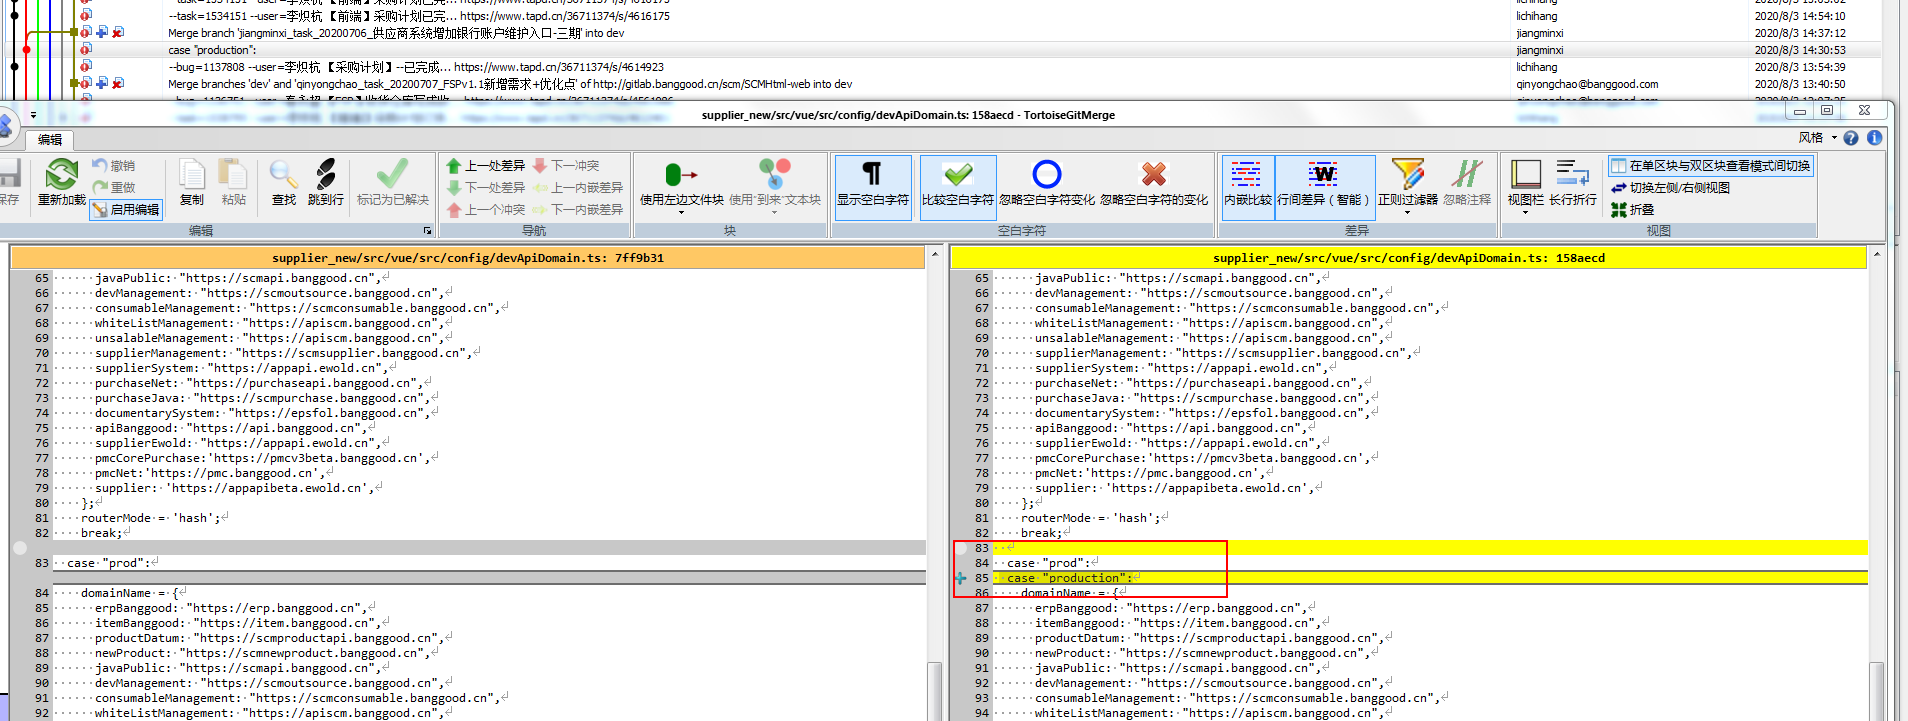 --task=1534151 --user=李炽杭 【前端】采购计划已完... https://www.tapd.cn/36711374/s/4616175 lichihang 2020/8/3 14:54:10
Merge branch 'jiangminxi_task_20200706_供应商系统增加银行账户维护入口-三期' into dev jiangminxi 2020/8/3 14:37:12
case "production": jiangminxi 2020/8/3 14:30:53
--bug=1137808 --user=李炽杭 【采购计划】--已完成... https://www.tapd.cn/36711374/s/4614923 lichihang 2020/8/3 13:54:39
Merge branches 'dev' and 'qinyongchao_task_20200707_FSPv1.1新增需求+优化点' of http://gitlab.banggood.cn/scm/SCMHtml-web into dev qinyongchao@banggood.com 2020/8/3 13:40:50
supplier_new/src/vue/src/config/devApiDomain.ts: 158aecd - TortoiseGitMerge
编辑 风格
保存 重新加载 撤销 重做 启用编辑 复制 粘贴 查找 跳到行 标记为已解决
上一处差异 下一处差异 上一个冲突 下一冲突 上一内嵌差异 下一内嵌差异
使用左边文件块 使用"到来"文本块
显示空白字符 比较空白字符 忽略空白字符变化 忽略空白字符的变化
内嵌比较 行间差异（智能） 正则过滤器 忽略注释
视图栏 长行折行 在单区块与双区块查看模式间切换 切换左侧/右侧视图 折叠
编辑 导航 块 空白字符 差异 视图
supplier_new/src/vue/src/config/devApiDomain.ts: 7ff9b31
65 javaPublic: "https://scmapi.banggood.cn",
66 devManagement: "https://scmoutsource.banggood.cn",
67 consumableManagement: "https://scmconsumable.banggood.cn",
68 whiteListManagement: "https://apiscm.banggood.cn",
69 unsalableManagement: "https://apiscm.banggood.cn",
70 supplierManagement: "https://scmsupplier.banggood.cn",
71 supplierSystem: "https://appapi.ewold.cn",
72 purchaseNet: "https://purchaseapi.banggood.cn",
73 purchaseJava: "https://scmpurchase.banggood.cn",
74 documentarySystem: "https://epsfol.banggood.cn",
75 apiBanggood: "https://api.banggood.cn",
76 supplierEwold: "https://appapi.ewold.cn",
77 pmcCorePurchase:'https://pmcv3beta.banggood.cn',
78 pmcNet:'https://pmc.banggood.cn',
79 supplier: 'https://appapibeta.ewold.cn',
80 };
81 routerMode = 'hash';
82 break;
83 case "prod":
84 domainName = {
85 erpBanggood: "https://erp.banggood.cn",
86 itemBanggood: "https://item.banggood.cn",
87 productDatum: "https://scmproductapi.banggood.cn",
88 newProduct: "https://scmnewproduct.banggood.cn",
89 javaPublic: "https://scmapi.banggood.cn",
90 devManagement: "https://scmoutsource.banggood.cn",
91 consumableManagement: "https://scmconsumable.banggood.cn",
92 whiteListManagement: "https://apiscm.banggood.cn",
supplier_new/src/vue/src/config/devApiDomain.ts: 158aecd
65 javaPublic: "https://scmapi.banggood.cn",
66 devManagement: "https://scmoutsource.banggood.cn",
67 consumableManagement: "https://scmconsumable.banggood.cn",
68 whiteListManagement: "https://apiscm.banggood.cn",
69 unsalableManagement: "https://apiscm.banggood.cn",
70 supplierManagement: "https://scmsupplier.banggood.cn",
71 supplierSystem: "https://appapi.ewold.cn",
72 purchaseNet: "https://purchaseapi.banggood.cn",
73 purchaseJava: "https://scmpurchase.banggood.cn",
74 documentarySystem: "https://epsfol.banggood.cn",
75 apiBanggood: "https://api.banggood.cn",
76 supplierEwold: "https://appapi.ewold.cn",
77 pmcCorePurchase:'https://pmcv3beta.banggood.cn',
78 pmcNet:'https://pmc.banggood.cn',
79 supplier: 'https://appapibeta.ewold.cn',
80 };
81 routerMode = 'hash';
82 break;
83
84 case "prod":
85 case "production":
86 domainName = {
87 erpBanggood: "https://erp.banggood.cn",
88 itemBanggood: "https://item.banggood.cn",
89 productDatum: "https://scmproductapi.banggood.cn",
90 newProduct: "https://scmnewproduct.banggood.cn",
91 javaPublic: "https://scmapi.banggood.cn",
92 devManagement: "https://scmoutsource.banggood.cn",
93 consumableManagement: "https://scmconsumable.banggood.cn",
94 whiteListManagement: "https://apiscm.banggood.cn",